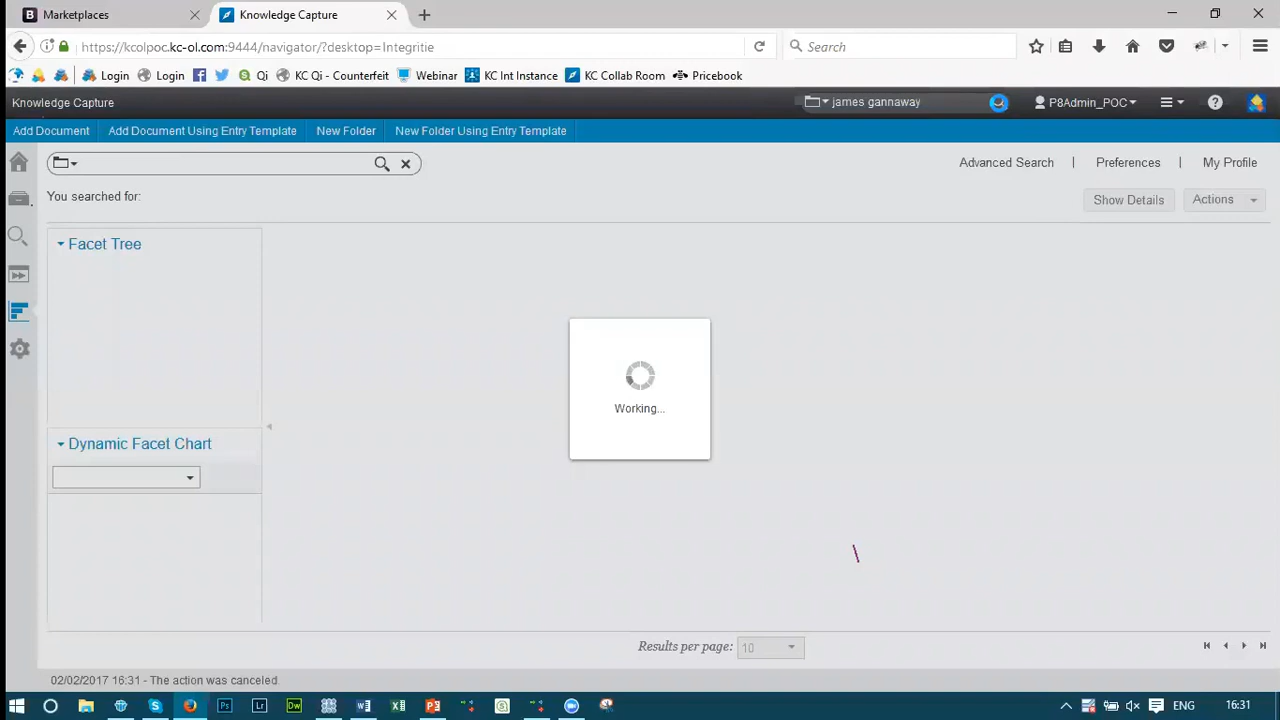 Marketplaces
Knowledge Capture
https://kcolpoc.kc-ol.com:9444/navigator/?desktop=Integritie
Search
Login
Login
Qi
KC Qi - Counterfeit
Webinar
KC Int Instance
KC Collab Room
Pricebook
Knowledge Capture
james gannaway
P8Admin_POC
Add Document
Add Document Using Entry Template
New Folder
New Folder Using Entry Template
Advanced Search | Preferences | My Profile
You searched for:
Show Details
Actions
Facet Tree
Working...
Dynamic Facet Chart
Results per page: 10
02/02/2017 16:31 - The action was canceled.
ENG
16:31